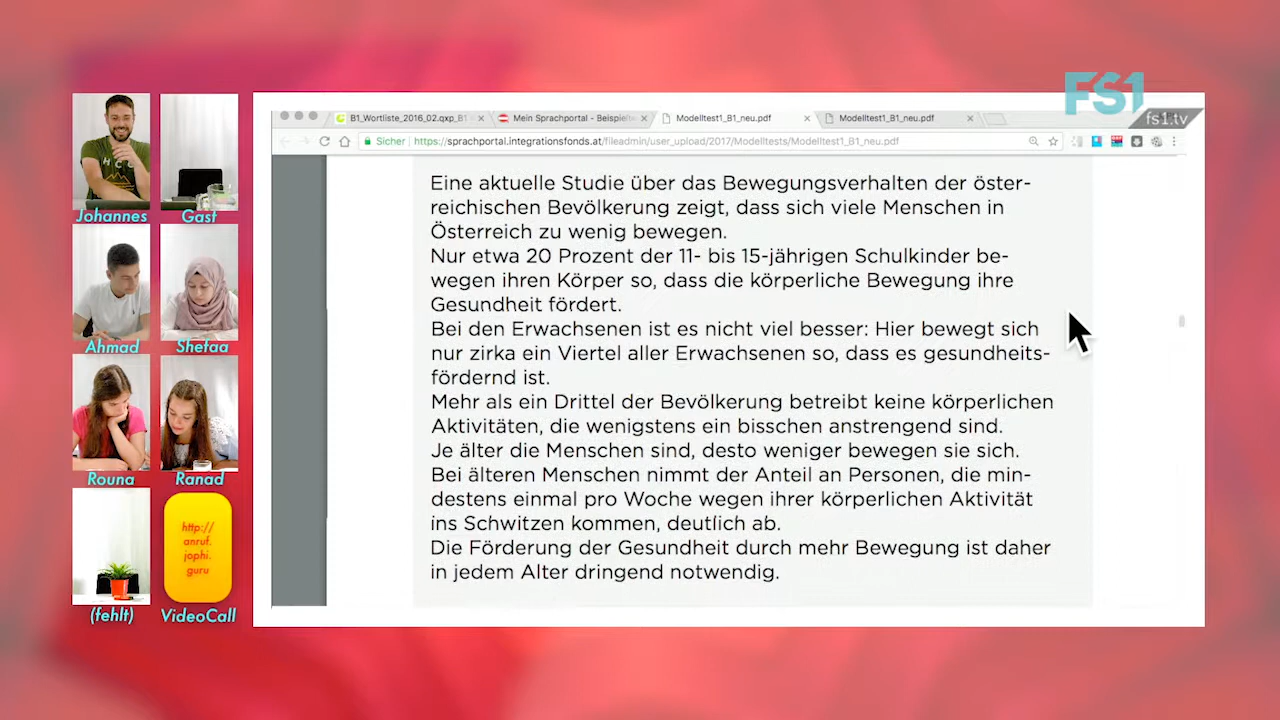 FS1
fs1.tv
B1_Wortliste_2016_02.qxp_B1
Mein Sprachportal - Beispielte
Modelltest1_B1_neu.pdf
Modelltest1_B1_neu.pdf
Sicher
https://sprachportal.integrationsfonds.at/fileadmin/user_upload/2017/Modelltests/Modelltest1_B1_neu.pdf
Johannes
Gast
Ahmad
Shefaa
Rouna
Ranad
(fehlt)
http://
anruf.
jophi.
guru
VideoCall
Eine aktuelle Studie über das Bewegungsverhalten der öster-
reichischen Bevölkerung zeigt, dass sich viele Menschen in
Österreich zu wenig bewegen.
Nur etwa 20 Prozent der 11- bis 15-jährigen Schulkinder be-
wegen ihren Körper so, dass die körperliche Bewegung ihre
Gesundheit fördert.
Bei den Erwachsenen ist es nicht viel besser: Hier bewegt sich
nur zirka ein Viertel aller Erwachsenen so, dass es gesundheits-
fördernd ist.
Mehr als ein Drittel der Bevölkerung betreibt keine körperlichen
Aktivitäten, die wenigstens ein bisschen anstrengend sind.
Je älter die Menschen sind, desto weniger bewegen sie sich.
Bei älteren Menschen nimmt der Anteil an Personen, die min-
destens einmal pro Woche wegen ihrer körperlichen Aktivität
ins Schwitzen kommen, deutlich ab.
Die Förderung der Gesundheit durch mehr Bewegung ist daher
in jedem Alter dringend notwendig.